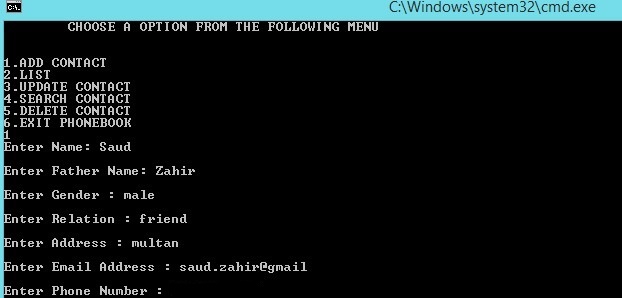 C:\Windows\system32\cmd.exe
CHOOSE A OPTION FROM THE FOLLOWING MENU
1.ADD CONTACT
2.LIST
3.UPDATE CONTACT
4.SEARCH CONTACT
5.DELETE CONTACT
6.EXIT PHONEBOOK
1
Enter Name: Saud
Enter Father Name: Zahir
Enter Gender : male
Enter Relation : friend
Enter Address : multan
Enter Email Address : saud.zahir@gmail
Enter Phone Number :